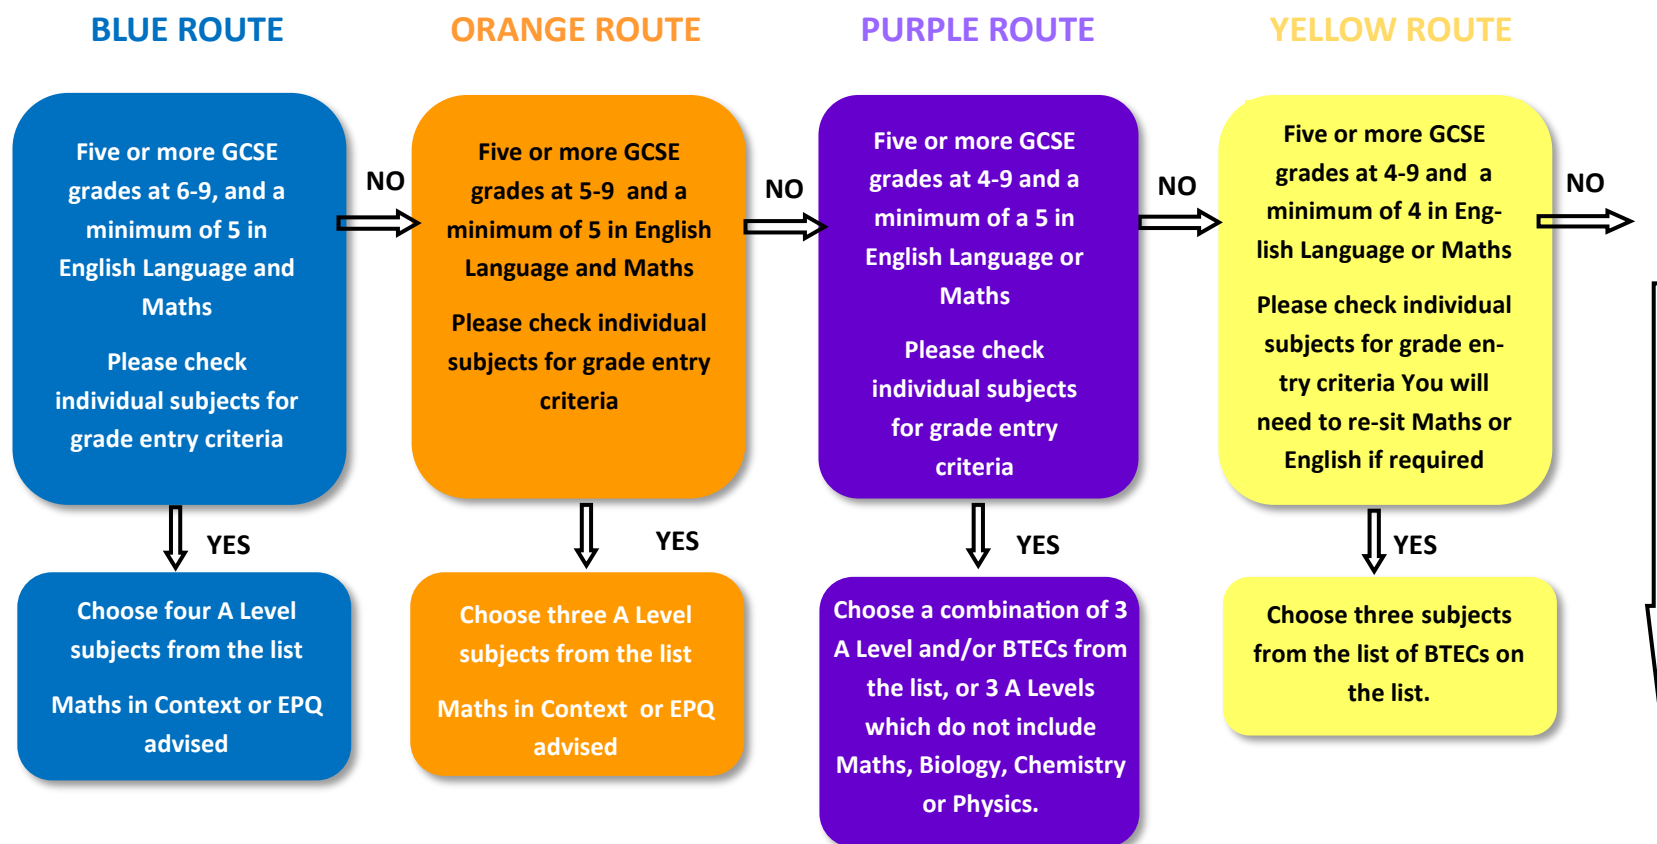 BLUE ROUTE
ORANGE ROUTE
PURPLE ROUTE
YELLOW ROUTE
Five or more GCSE
grades at 6-9, and a
minimum of 5 in
English Language and
Maths
Please check
individual subjects for
grade entry criteria
NO
Five or more GCSE
grades at 5-9 and a
minimum of 5 in English
Language and Maths
Please check individual
subjects for grade entry
criteria
NO
Five or more GCSE
grades at 4-9 and a
minimum of a 5 in
English Language or
Maths
Please check
individual subjects
for grade entry
criteria
NO
Five or more GCSE
grades at 4-9 and a
minimum of 4 in Eng-
lish Language or Maths
Please check individual
subjects for grade en-
try criteria You will
need to re-sit Maths or
English if required
NO
YES
YES
YES
YES
Choose four A Level
subjects from the list
Maths in Context or EPQ
advised
Choose three A Level
subjects from the list
Maths in Context or EPQ
advised
Choose a combination of 3
A Level and/or BTECs from
the list, or 3 A Levels
which do not include
Maths, Biology, Chemistry
or Physics.
Choose three subjects
from the list of BTECs on
the list.